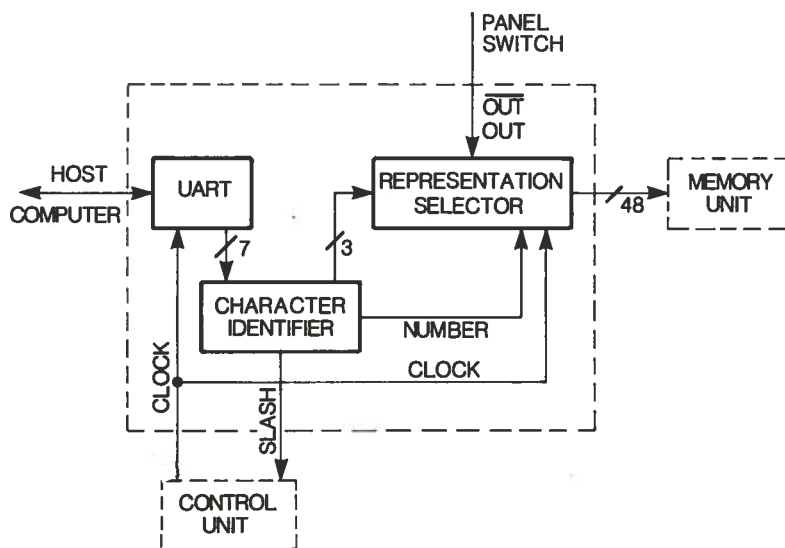 PANEL
SWITCH
OUT
OUT
HOST
COMPUTER
UART
REPRESENTATION
SELECTOR
48
MEMORY
UNIT
7
3
CHARACTER
IDENTIFIER
NUMBER
CLOCK
CLOCK
SLASH
CONTROL
UNIT